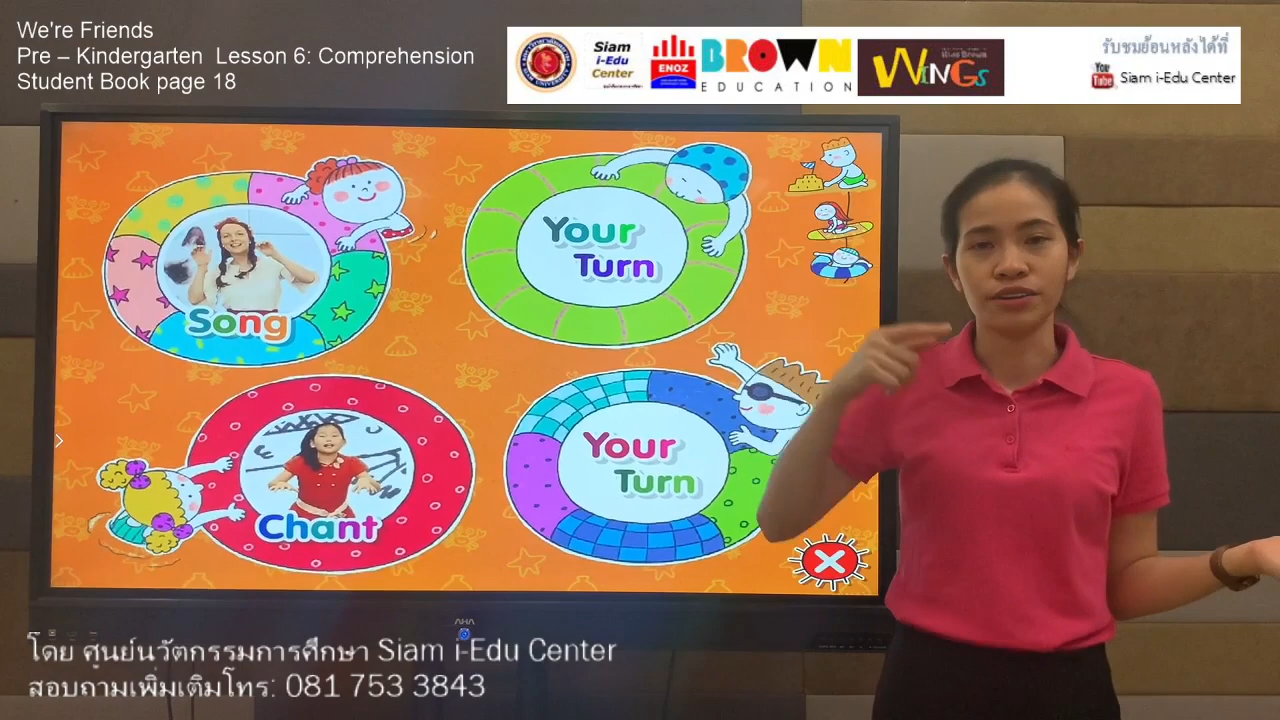 We're Friends
Pre – Kindergarten Lesson 6: Comprehension
Student Book page 18
Siam
i-Edu
Center
ENOZ
BROWN
EDUCATION
WiNGs
รับชมย้อนหลังได้ที่
You
Tube
Siam i-Edu Center
Song
Your
Turn
Chant
Your
Turn
AHA
โดย ศูนย์นวัตกรรมการศึกษา Siam i-Edu Center
สอบถามเพิ่มเติมโทร: 081 753 3843